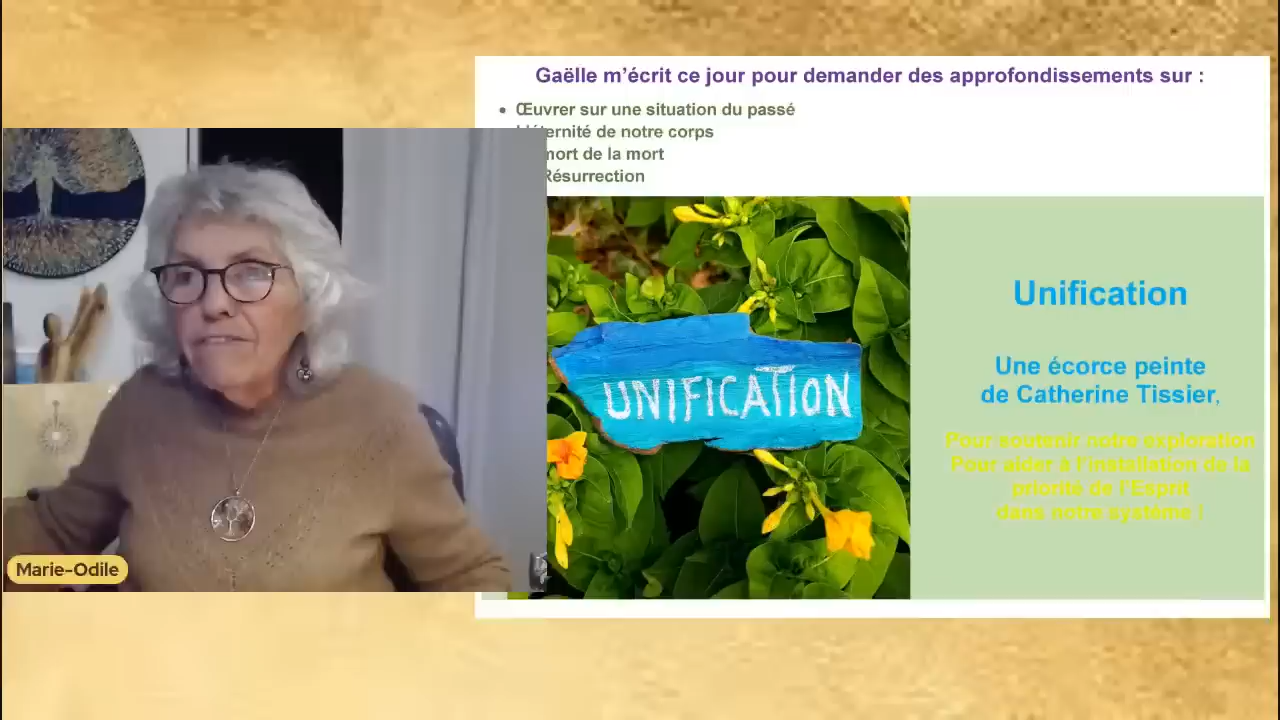 Gaëlle m'écrit ce jour pour demander des approfondissements sur :
• Œuvrer sur une situation du passé
de notre corps
mort de la mort
Résurrection
UNIFICATION
Unification
Une écorce peinte
de Catherine Tissier,
Pour soutenir notre exploration
Pour aider à l'installation de la
priorité de l'Esprit
dans notre système !
Marie-Odile